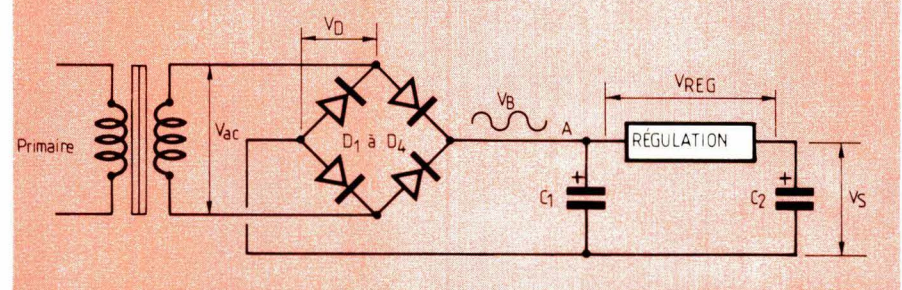 VD
VREG
VB
Primaire
Vac
D1 à D4
A
RÉGULATION
+
C1
+
C2
VS